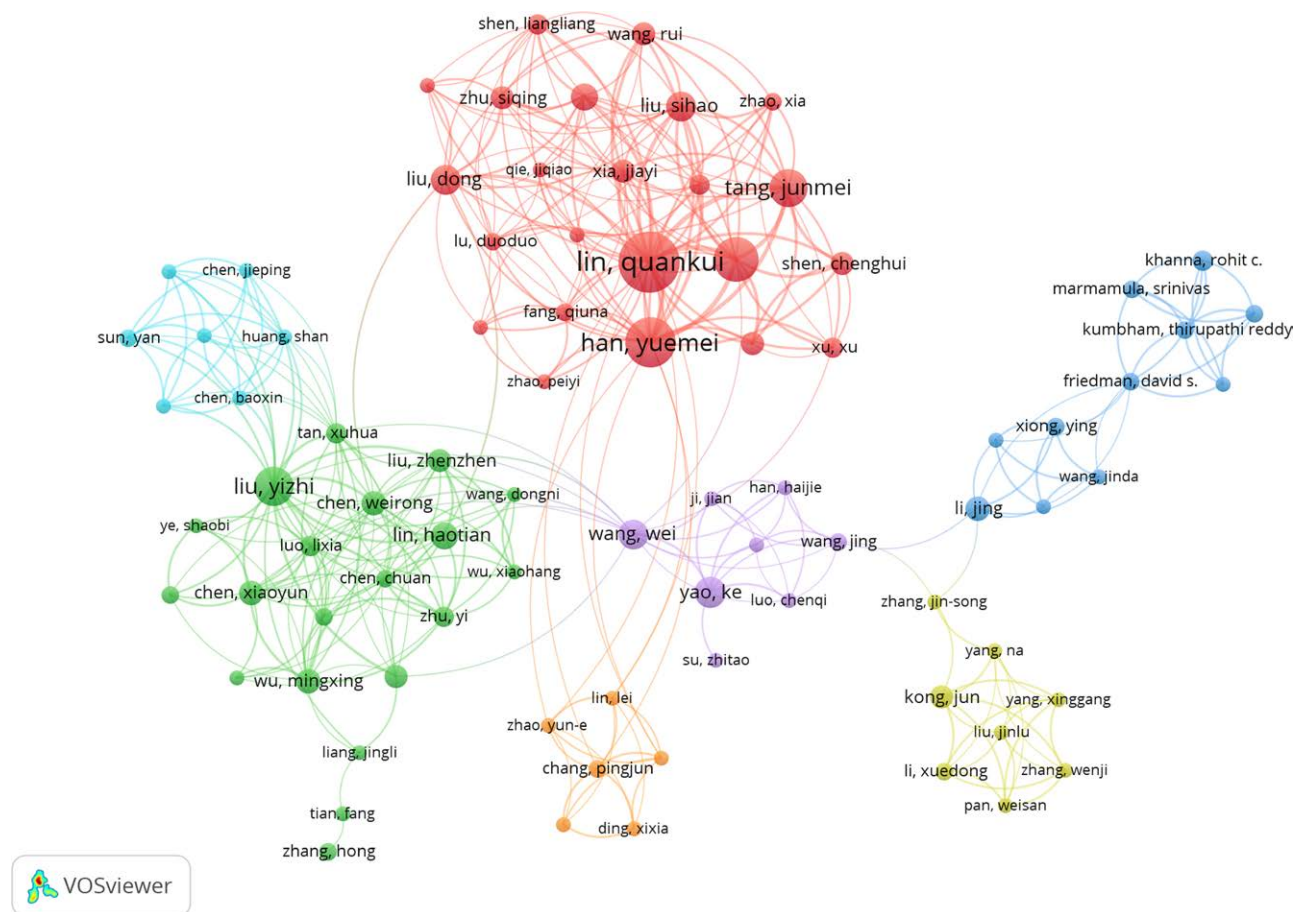 shen, liangliang
wang, rui
zhu, siqing
liu, sihao
zhao, xia
liu, dong
qie, jiqiao
xia, jiayi
tang, junmei
lu, duoduo
lin, quankui
shen, chenghui
khanna, rohit c.
chen, jieping
marmamula, srinivas
fang, qiuna
sun, yan
huang, shan
han, yuemei
xu, xu
kumbham, thirupathi reddy
zhao, peiyi
friedman, david s.
chen, baoxin
tan, xuhua
xiong, ying
liu, zhenzhen
liu, yizhi
chen, weirong
wang, dongni
ji, jian
han, haijie
wang, jinda
li, jing
ye, shaobi
luo, lixia
lin, haotian
wang, wei
wang, jing
chen, xiaoyun
chen, chuan
wu, xiaohang
yao, ke
luo, chenqi
zhang, jin-song
zhu, yi
su, zhitao
yang, na
wu, mingxing
lin, lei
kong, jun
yang, xinggang
zhao, yun-e
liu, jinlu
liang, jingli
chang, pingjun
li, xuedong
zhang, wenji
tian, fang
ding, xixia
pan, weisan
zhang, hong
VOSviewer